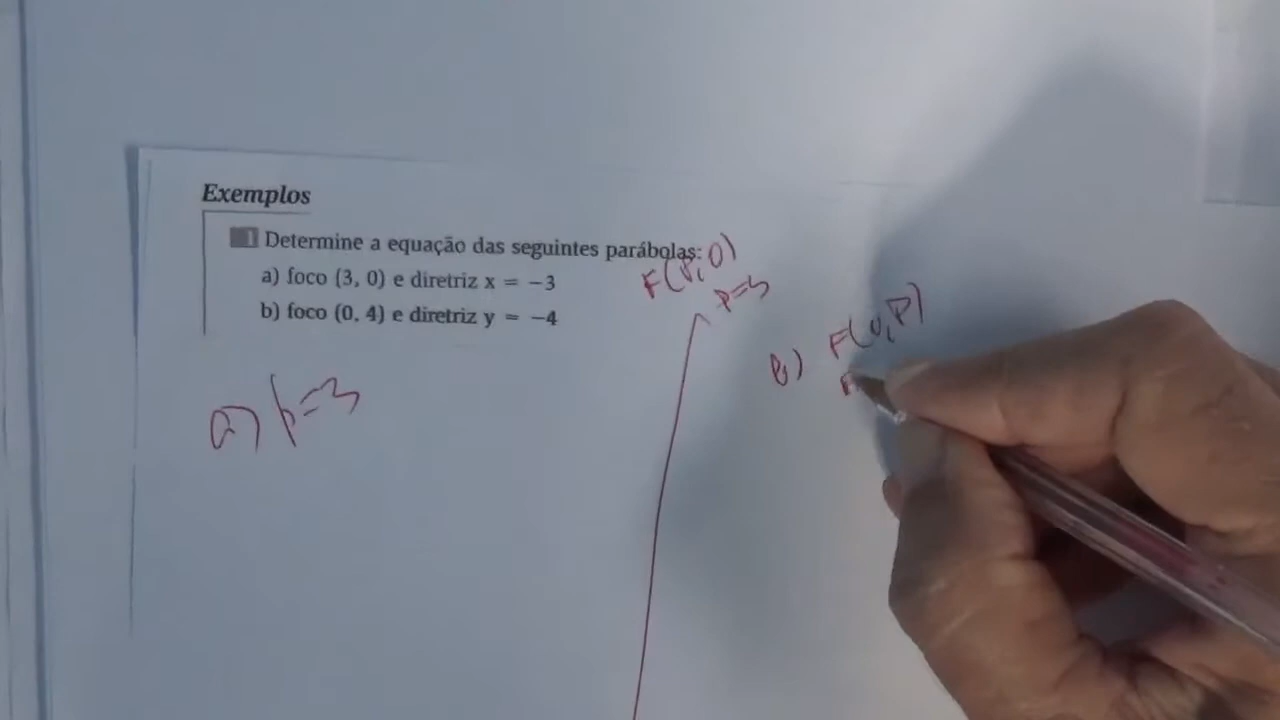 Exemplos
1 Determine a equação das seguintes parábolas:
a) foco (3, 0) e diretriz x = −3
b) foco (0, 4) e diretriz y = −4
F(P, 0)
P=3
a) p=3
b) F(0, P)
F